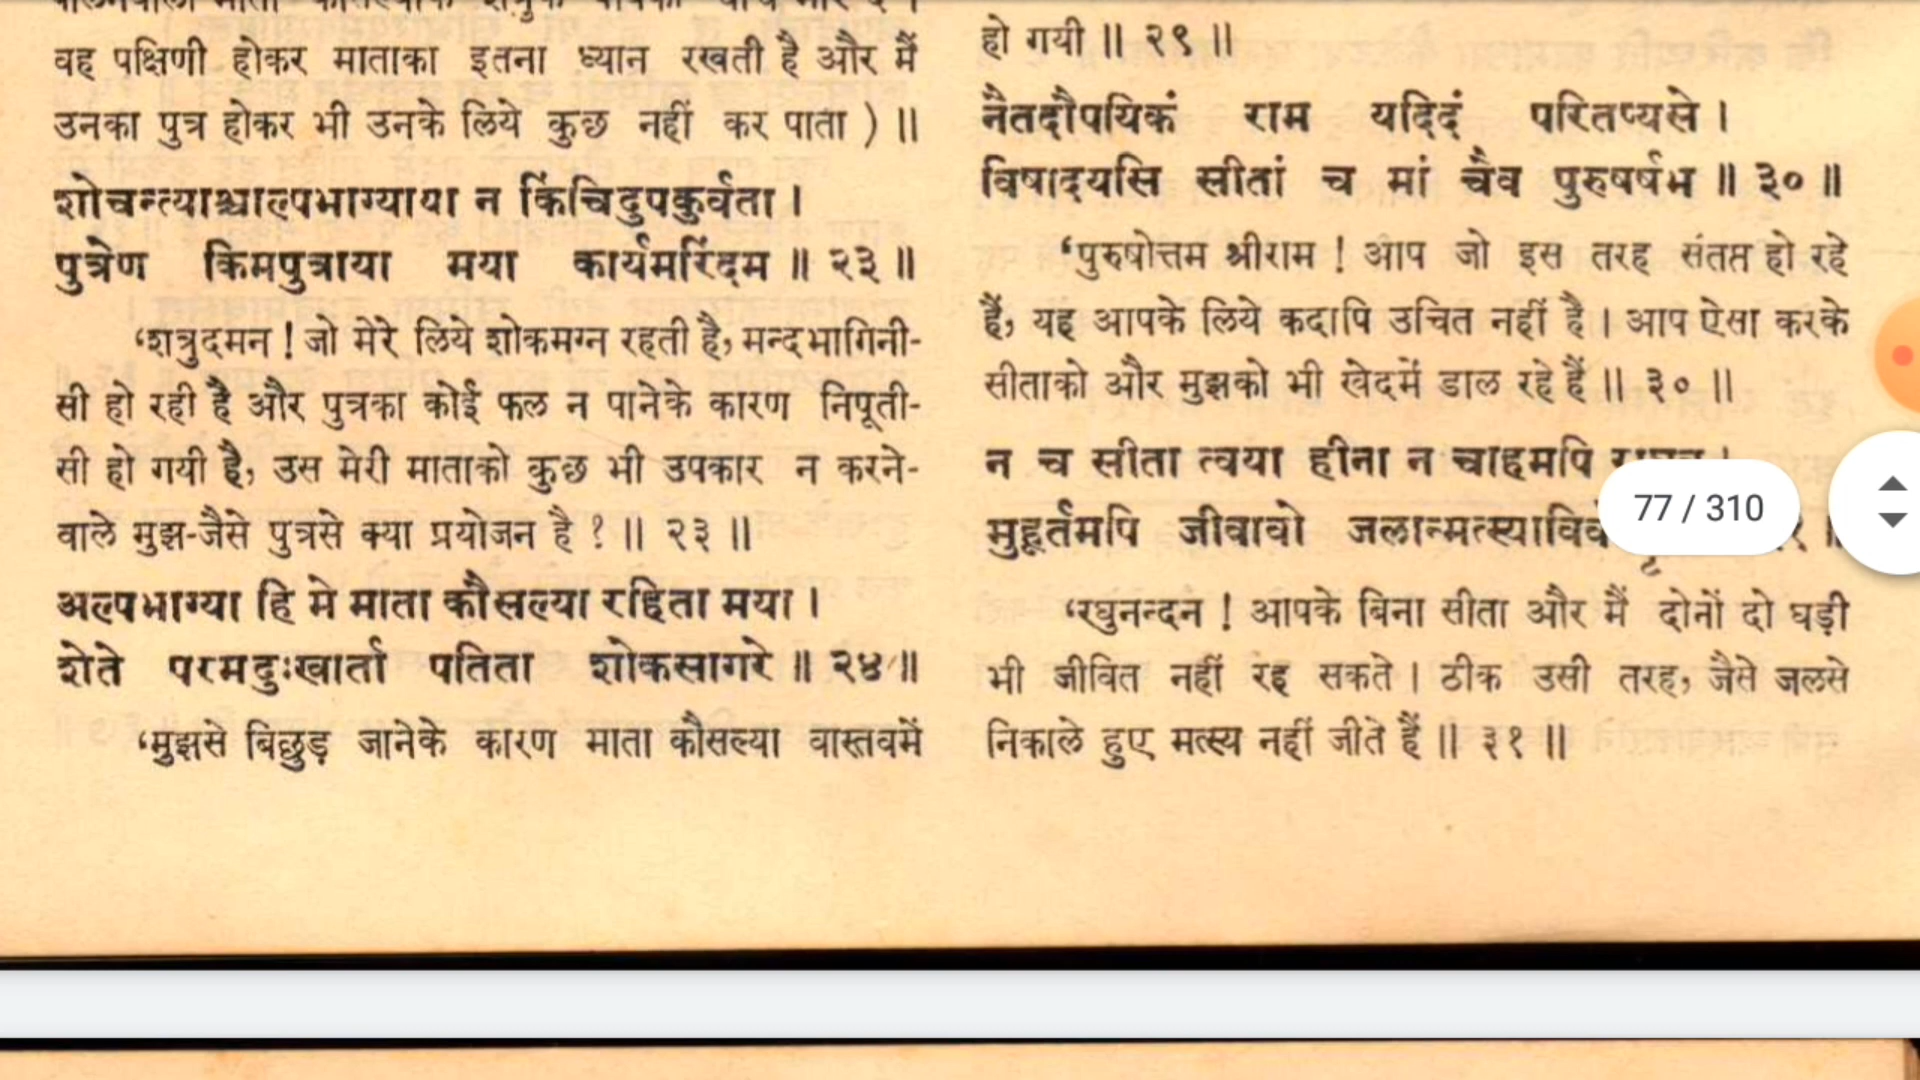 वह पक्षिणी होकर माताका इतना ध्यान रखती है और मैं
उनका पुत्र होकर भी उनके लिये कुछ नहीं कर पाता ) ॥
शोचन्त्याश्चाल्पभाग्याया न किंचिदुपकुर्वता ।
पुत्रेण किमपुत्राया मया कार्यमरिंदम ॥ २३ ॥
‘शत्रुदमन ! जो मेरे लिये शोकमग्न रहती है, मन्दभागिनी-
सी हो रही है और पुत्रका कोई फल न पानेके कारण निपूती-
सी हो गयी है, उस मेरी माताको कुछ भी उपकार न करने-
वाले मुझ-जैसे पुत्रसे क्या प्रयोजन है ? ॥ २३ ॥
अल्पभाग्या हि मे माता कौसल्या रहिता मया ।
शेते परमदुःखार्ता पतिता शोकसागरे ॥ २४ ॥
‘मुझसे बिछुड़ जानेके कारण माता कौसल्या वास्तवमें
हो गयी ॥ २९ ॥
नैतदौपयिकं राम यदिदं परितप्यसे ।
विषादयसि सीतां च मां चैव पुरुषर्षभ ॥ ३० ॥
‘पुरुषोत्तम श्रीराम ! आप जो इस तरह संतप्त हो रहे
हैं, यह आपके लिये कदापि उचित नहीं है । आप ऐसा करके
सीताको और मुझको भी खेदमें डाल रहे हैं ॥ ३० ॥
न च सीता त्वया हीना न चाहमपि ।
मुहूर्तमपि जीवावो ॥
77 / 310
‘रघुनन्दन ! आपके बिना सीता और मैं दोनों दो घड़ी
भी जीवित नहीं रह सकते । ठीक उसी तरह, जैसे जलसे
निकाले हुए मत्स्य नहीं जीते हैं ॥ ३१ ॥